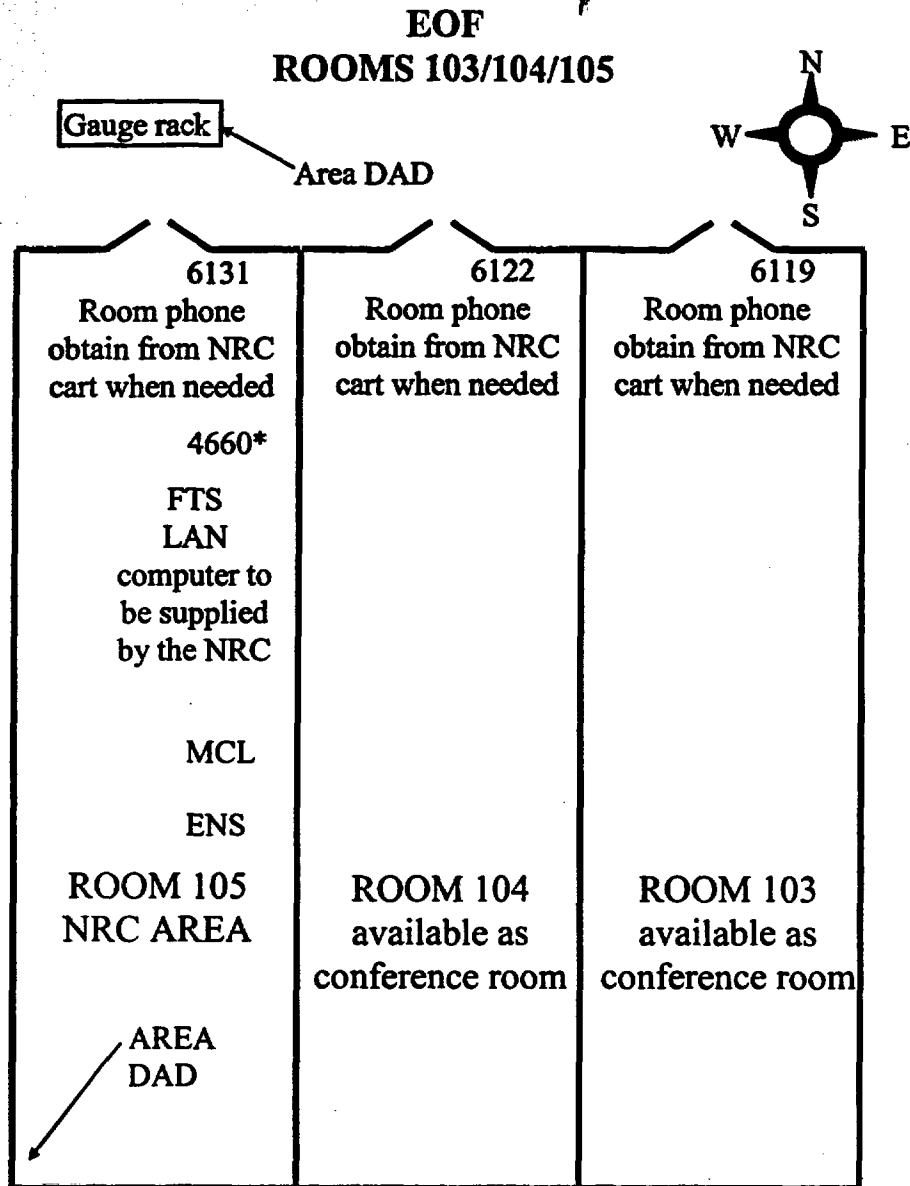 EOF
ROOMS 103/104/105
N
W
E
S
Gauge rack
Area DAD
6131
Room phone
obtain from NRC
cart when needed
4660*
FTS
LAN
computer to
be supplied
by the NRC
MCL
ENS
ROOM 105
NRC AREA
AREA
DAD
6122
Room phone
obtain from NRC
cart when needed
ROOM 104
available as
conference room
6119
Room phone
obtain from NRC
cart when needed
ROOM 103
available as
conference room